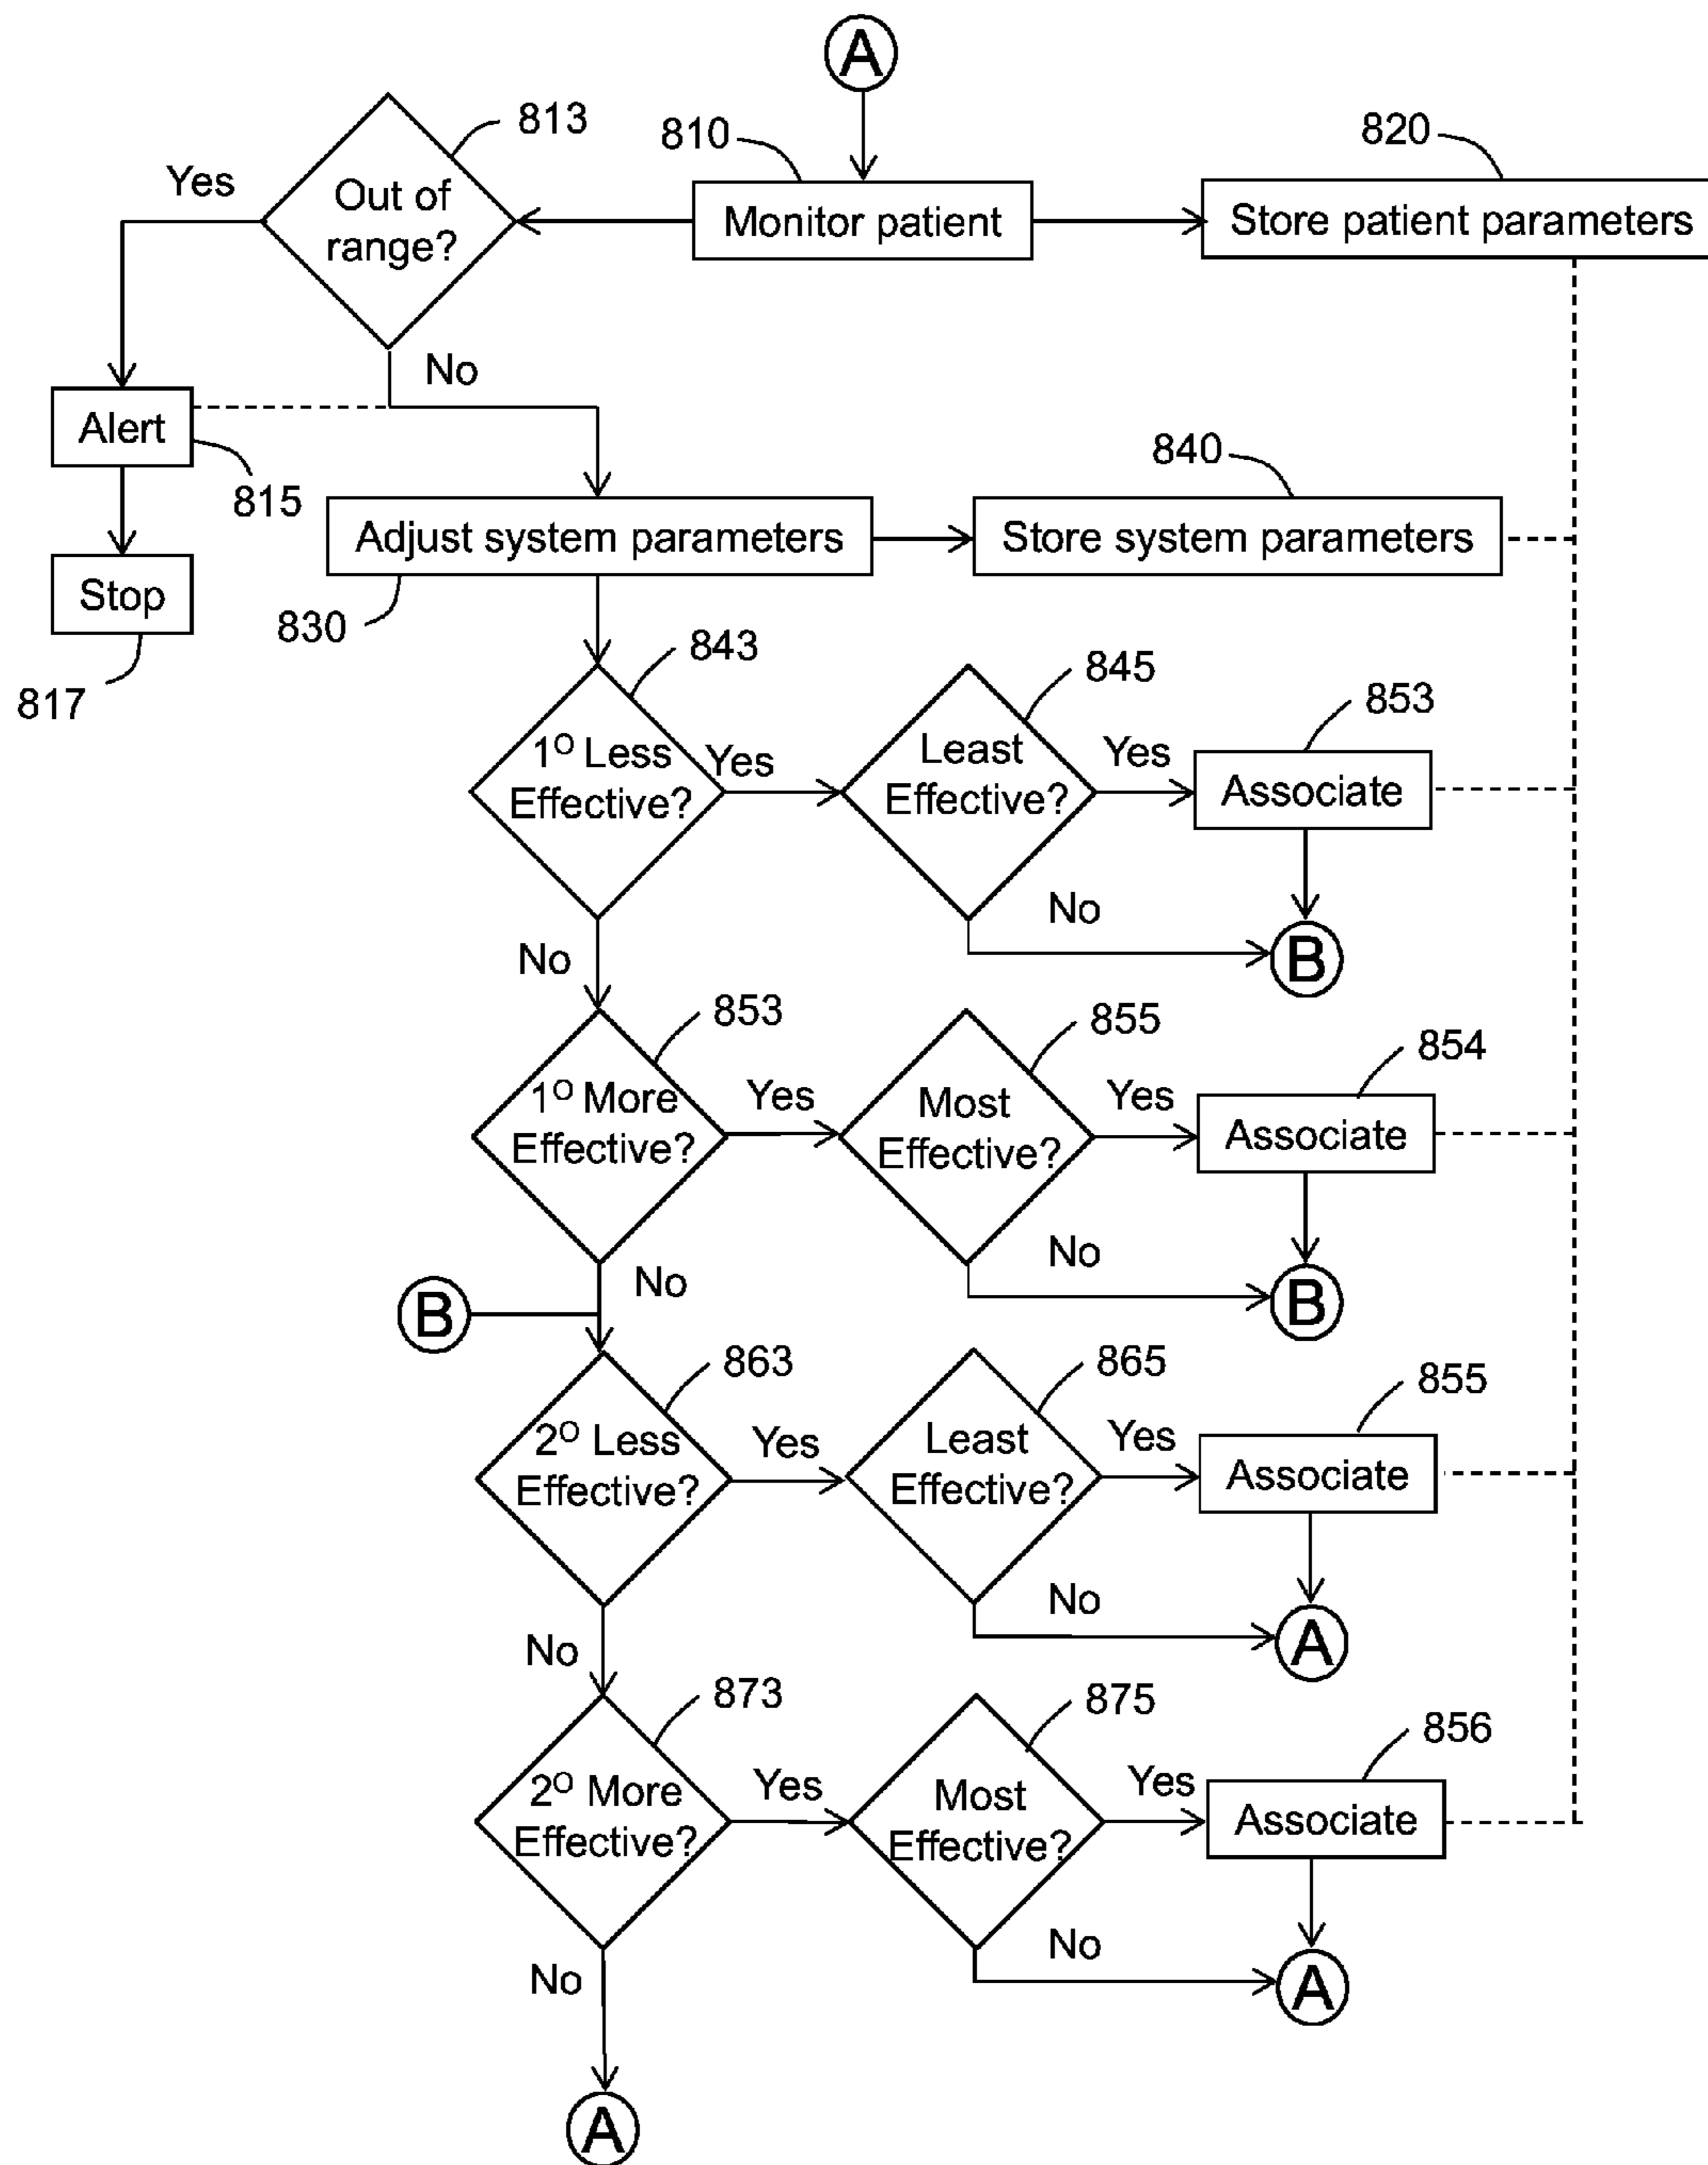 A
813
810
820
Yes
Out of
range?
Monitor patient
Store patient parameters
No
Alert
815
840
Adjust system parameters
Store system parameters
Stop
830
817
843
845
853
1O Less
Effective?
Yes
Least
Effective?
Yes
Associate
No
No
B
853
855
854
1O More
Effective?
Yes
Most
Effective?
Yes
Associate
No
No
B
B
863
865
855
2O Less
Effective?
Yes
Least
Effective?
Yes
Associate
No
No
A
873
875
856
2O More
Effective?
Yes
Most
Effective?
Yes
Associate
No
No
A
A